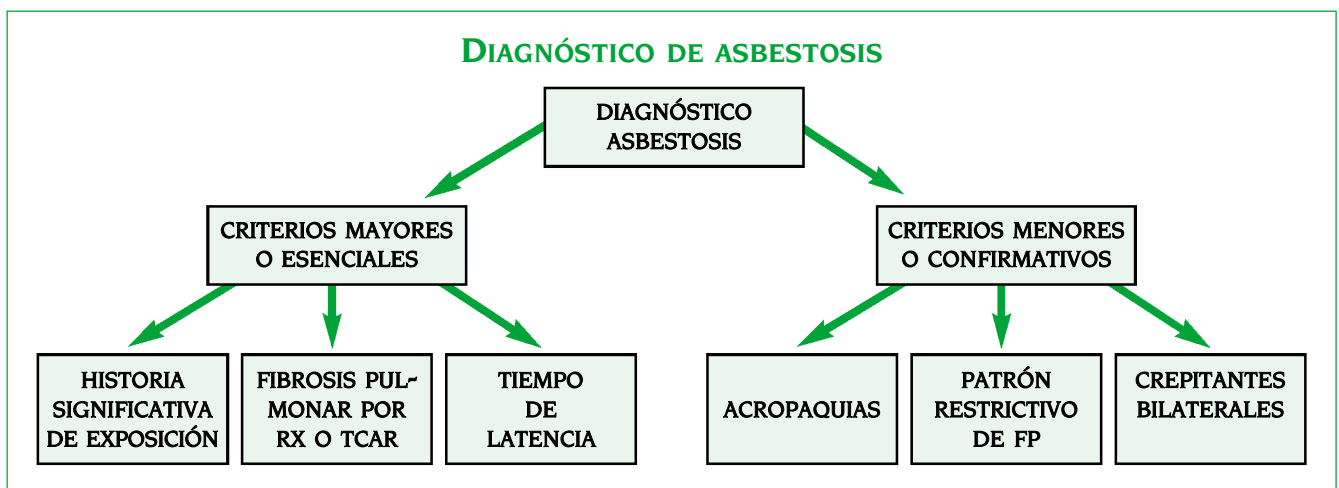 DIAGNÓSTICO DE ASBESTOSIS
DIAGNÓSTICO
ASBESTOSIS
CRITERIOS MAYORES
O ESENCIALES
CRITERIOS MENORES
O CONFIRMATIVOS
HISTORIA
SIGNIFICATIVA
DE EXPOSICIÓN
FIBROSIS PUL-
MONAR POR
RX O TCAR
TIEMPO
DE
LATENCIA
ACROPAQUIAS
PATRÓN
RESTRICTIVO
DE FP
CREPITANTES
BILATERALES